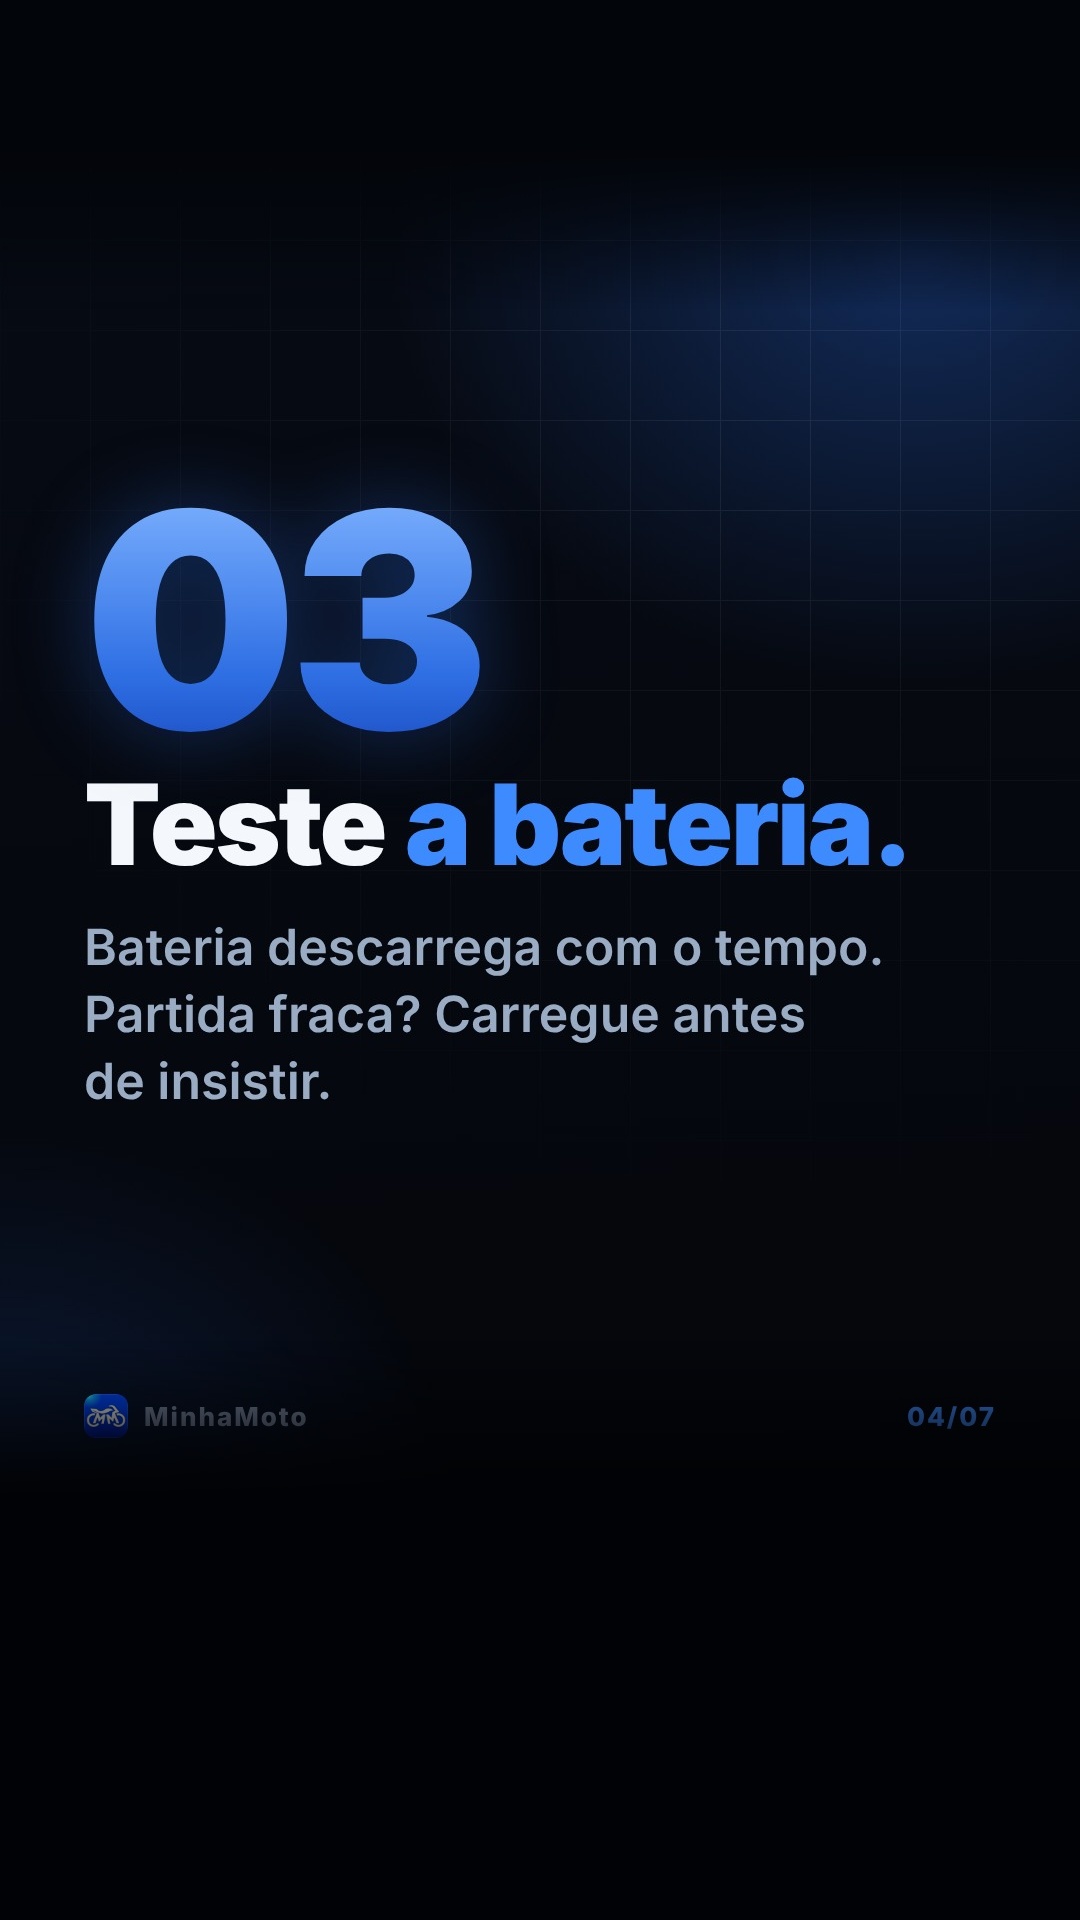 03
Teste a bateria.
Bateria descarrega com o tempo.
Partida fraca? Carregue antes
de insistir.
MinhaMoto
04/07